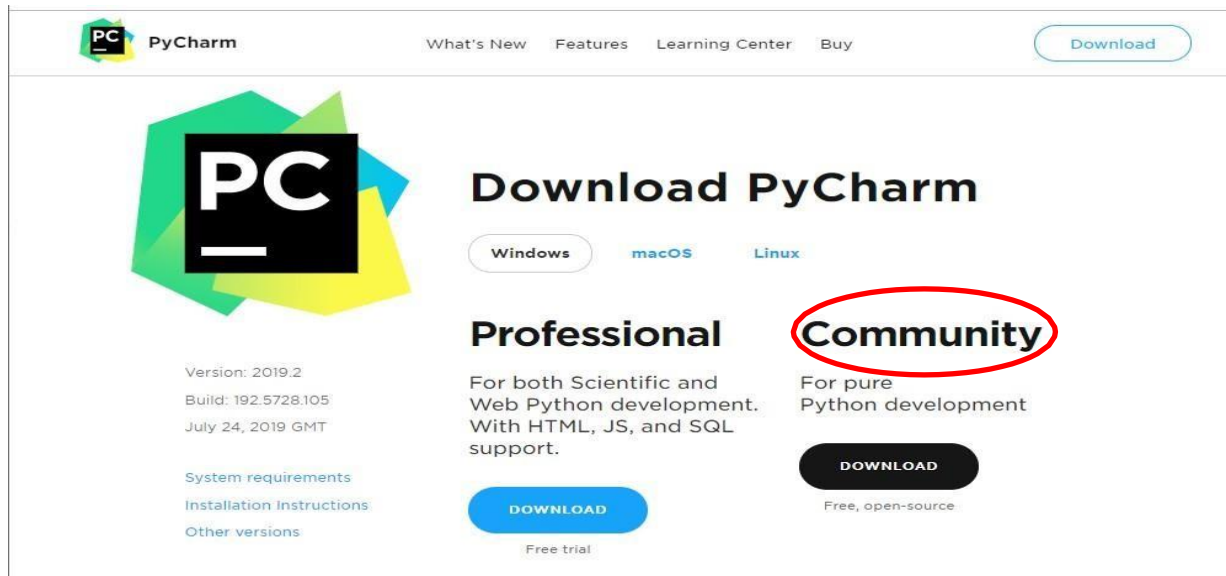 PC PyCharm What's New Features Learning Center Buy Download
PC
Download PyCharm
Windows macOS Linux
Version: 2019.2
Build: 192.5728.105
July 24, 2019 GMT
System requirements
Installation Instructions
Other versions
Professional
For both Scientific and
Web Python development.
With HTML, JS, and SQL
support.
DOWNLOAD
Free trial
Community
For pure
Python development
DOWNLOAD
Free, open-source